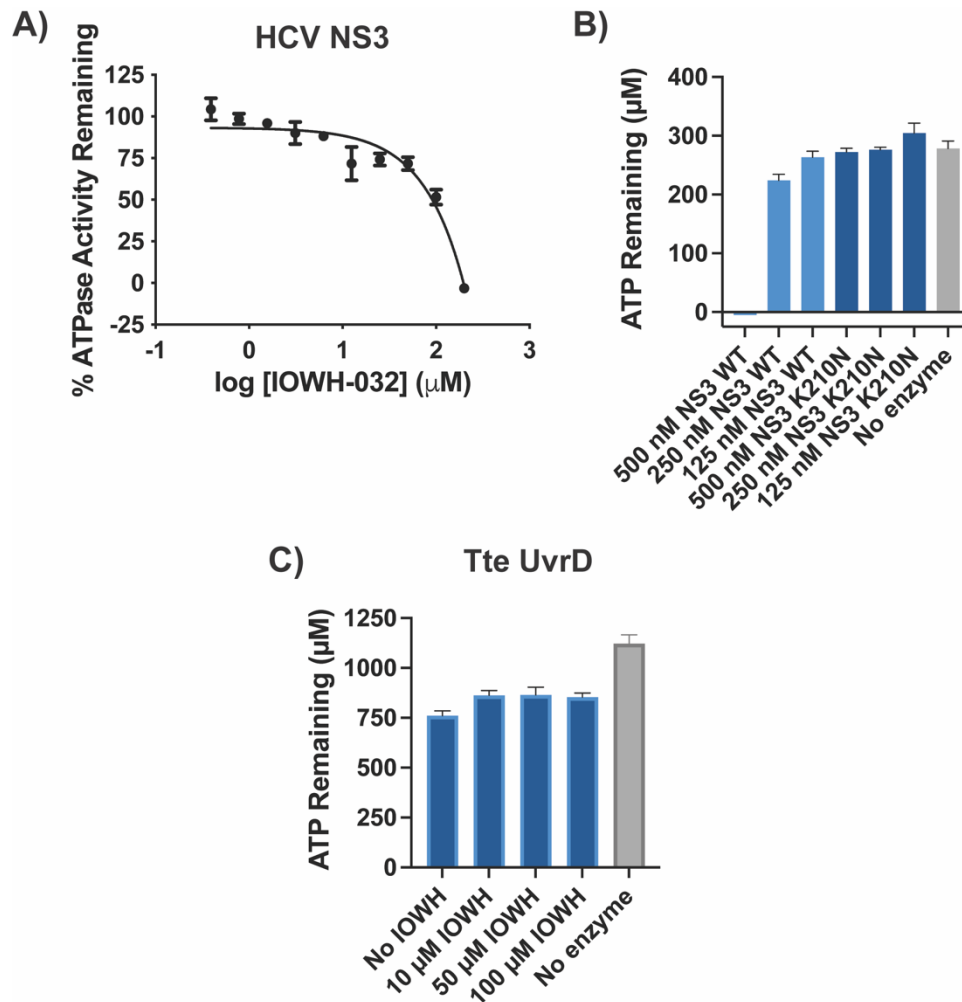 A)
HCV NS3
% ATPase Activity Remaining
125
100
75
50
25
0
-25
-1
0
1
2
3
log [IOWH-032] (μM)
B)
ATP Remaining (μM)
400
300
200
100
0
500 nM NS3 WT
250 nM NS3 WT
125 nM NS3 WT
500 nM NS3 K210N
250 nM NS3 K210N
125 nM NS3 K210N
No enzyme
C)
Tte UvrD
ATP Remaining (μM)
1250
1000
750
500
250
0
No IOWH
10 μM IOWH
50 μM IOWH
100 μM IOWH
No enzyme